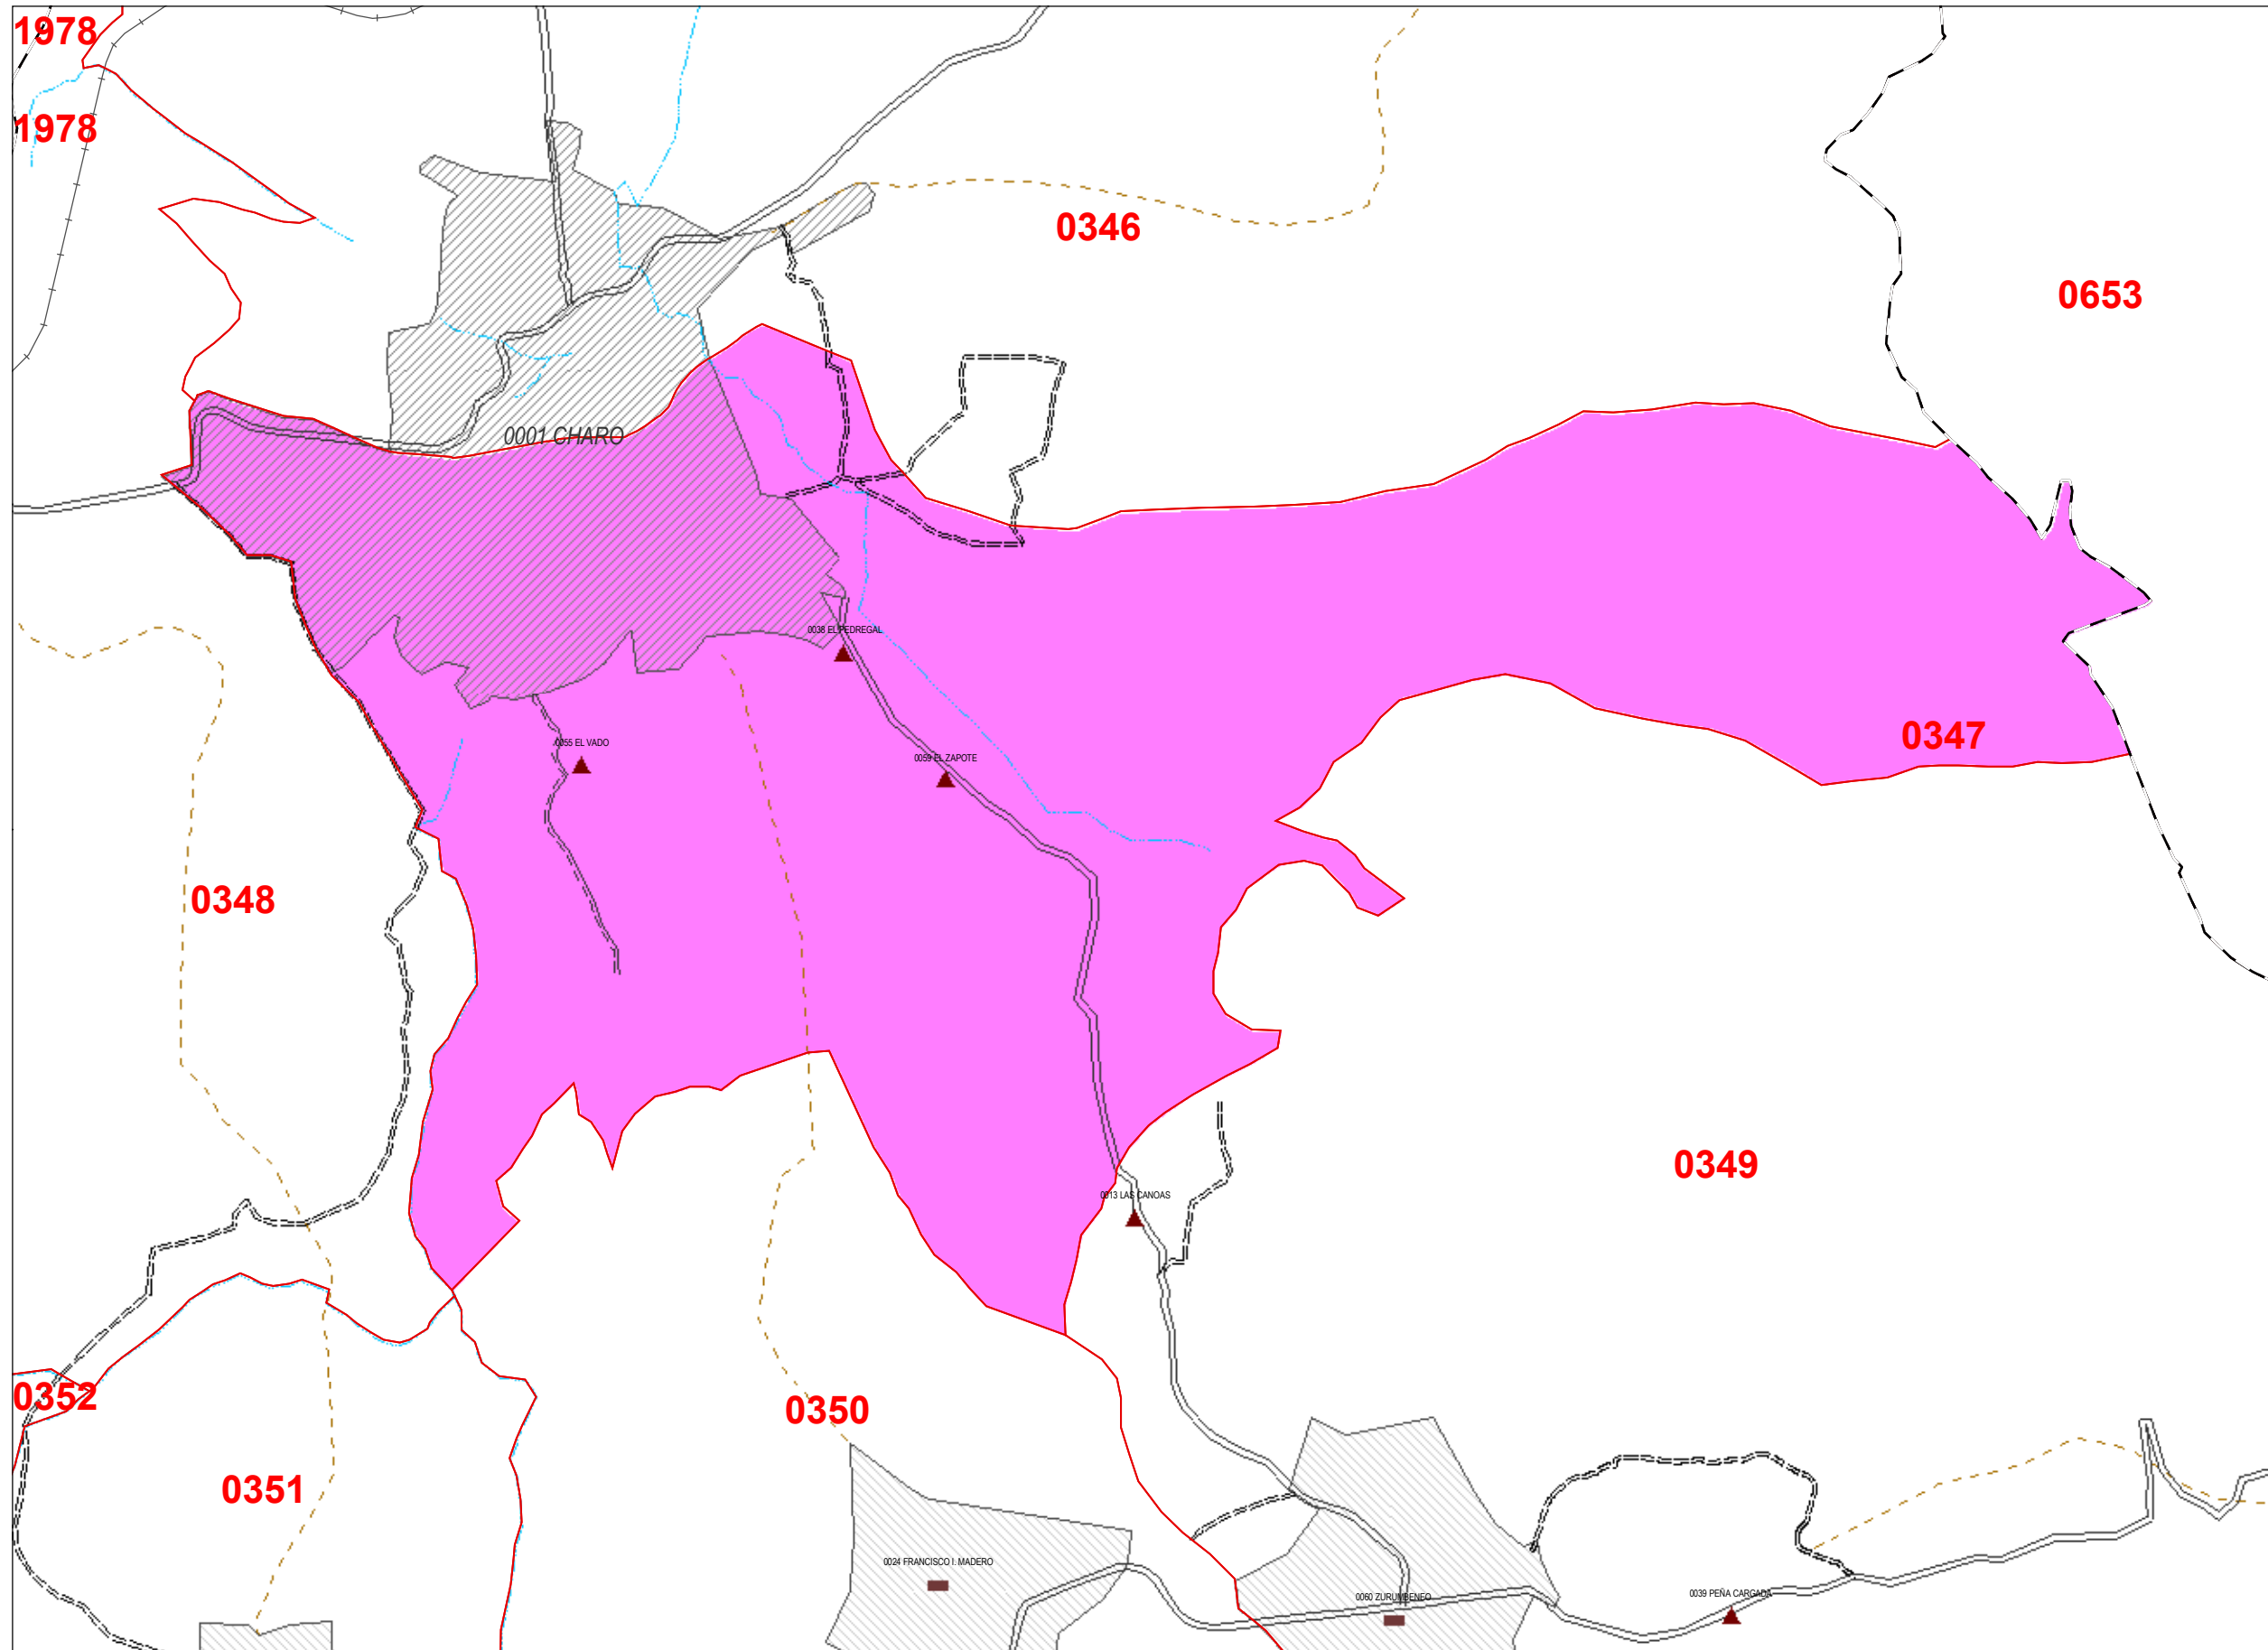 1978
1978
0346
0653
0001 CHARO
0038 EL PEDREGAL
0347
0055 EL VADO
0059 EL ZAPOTE
0348
0349
0013 LAS CANOAS
0352
0350
0351
0024 FRANCISCO I. MADERO
0060 ZURUMBENEO
0039 PEÑA CARGADA